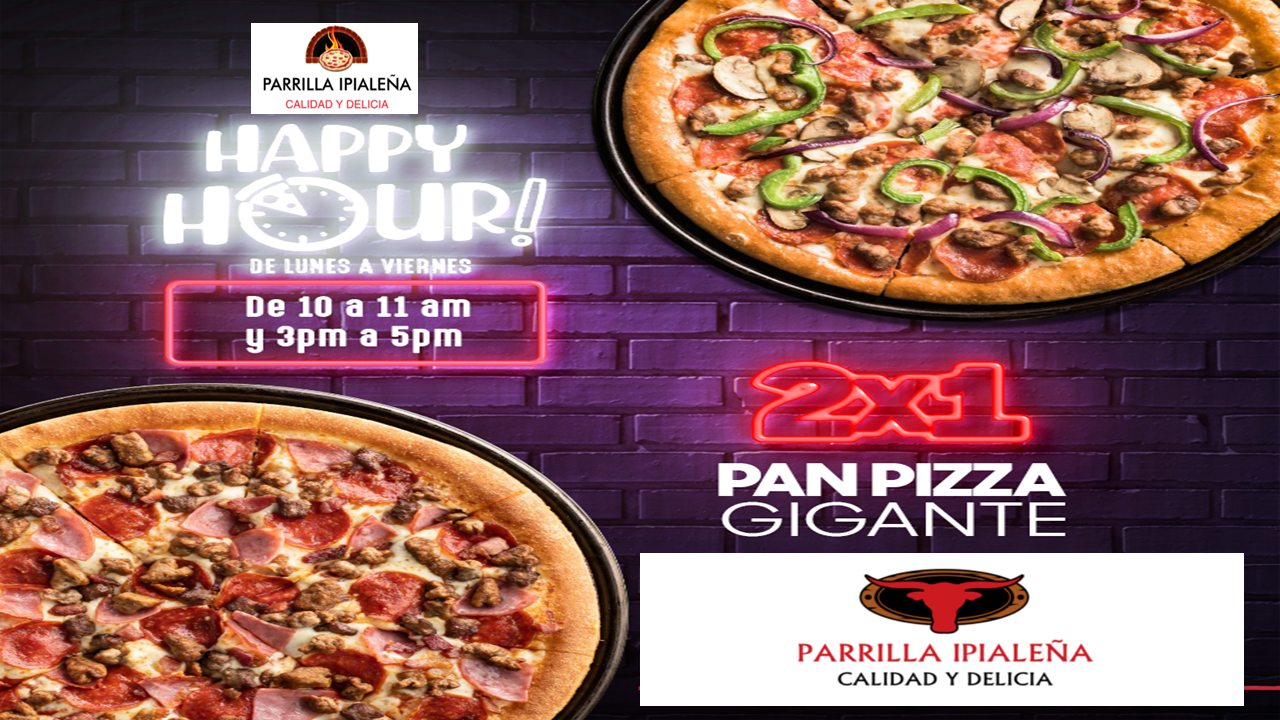 PARRILLA IPIALEÑA
CALIDAD Y DELICIA
HAPPY
HOUR!
DE LUNES A VIERNES
De 10 a 11 am
y 3pm a 5pm
2x1
PAN PIZZA
GIGANTE
PARRILLA IPIALEÑA
CALIDAD Y DELICIA